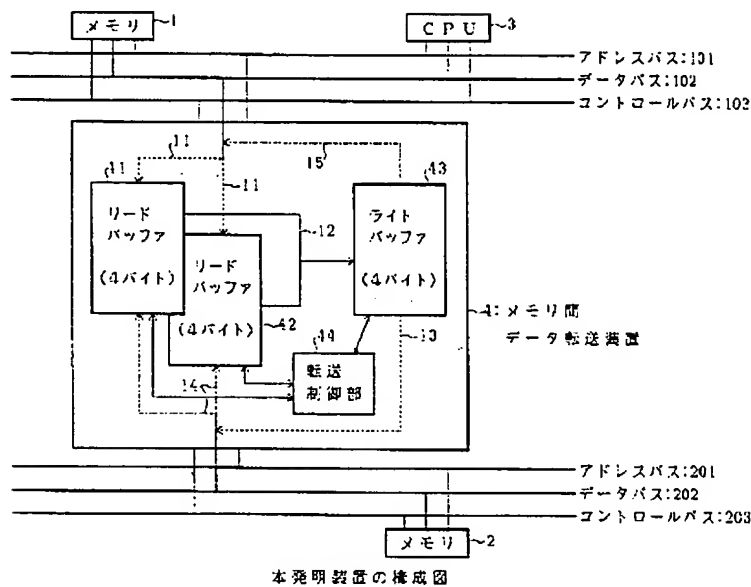 メモリ ~1
CPU ~3
アドレスバス:101
データバス:102
コントロールバス:103
11
15
41
11
43
リード
バッファ
(4バイト)
12
ライト
バッファ
(4バイト)
リード
バッファ
(4バイト)
42
4:メモリ間
データ転送装置
13
44
14
転送
制御部
アドレスバス:201
データバス:202
コントロールバス:203
メモリ ~2
本発明装置の構成図